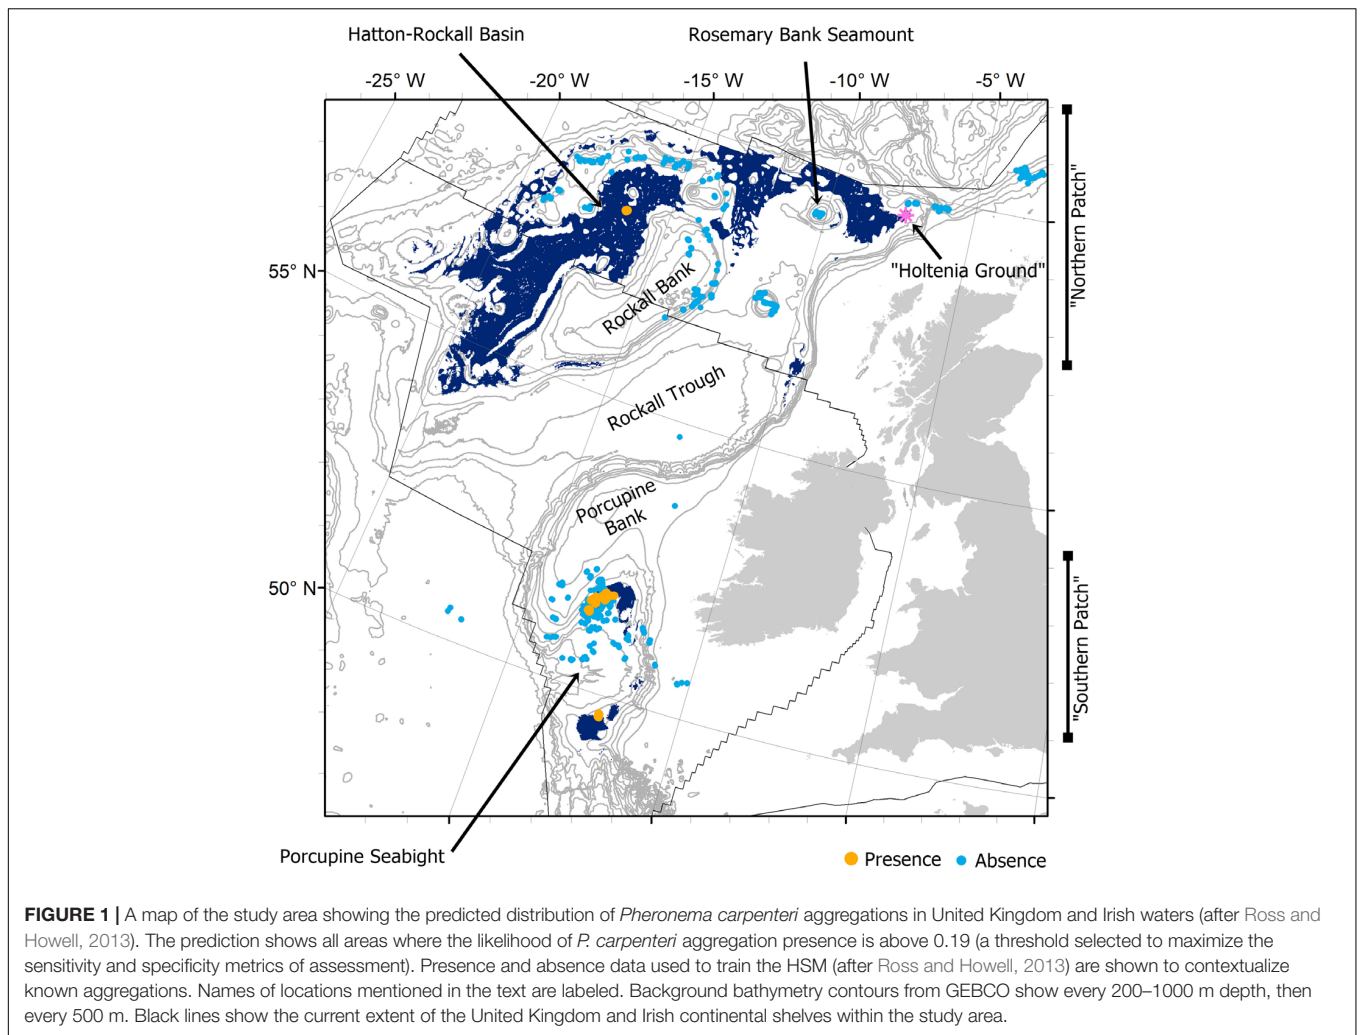 Hatton-Rockall Basin
Rosemary Bank Seamount
-25° W
-20° W
-15° W
-10° W
-5° W
55° N
50° N
"Holtenia Ground"
Rockall Bank
Rockall Trough
Porcupine
Bank
Porcupine Seabight
"Northern Patch"
"Southern Patch"
Presence
Absence
FIGURE 1 | A map of the study area showing the predicted distribution of Pheronema carpenteri aggregations in United Kingdom and Irish waters (after Ross and
Howell, 2013). The prediction shows all areas where the likelihood of P. carpenteri aggregation presence is above 0.19 (a threshold selected to maximize the
sensitivity and specificity metrics of assessment). Presence and absence data used to train the HSM (after Ross and Howell, 2013) are shown to contextualize
known aggregations. Names of locations mentioned in the text are labeled. Background bathymetry contours from GEBCO show every 200–1000 m depth, then
every 500 m. Black lines show the current extent of the United Kingdom and Irish continental shelves within the study area.